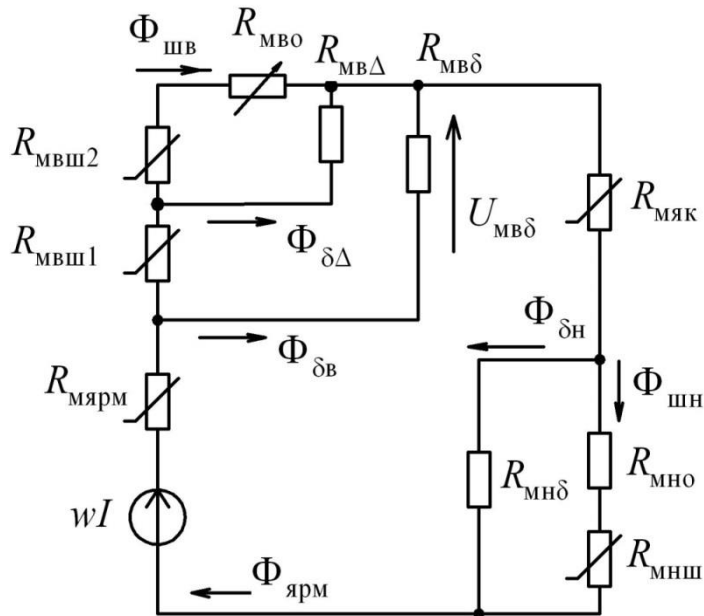 Φшв
Rмво
RмвΔ
Rмвδ
Rмвш2
Uмвδ
Rмяк
Rмвш1
ΦδΔ
Φδв
Φδн
Rмярм
Φшн
Rмнδ
Rмно
wI
Rмнш
Φярм